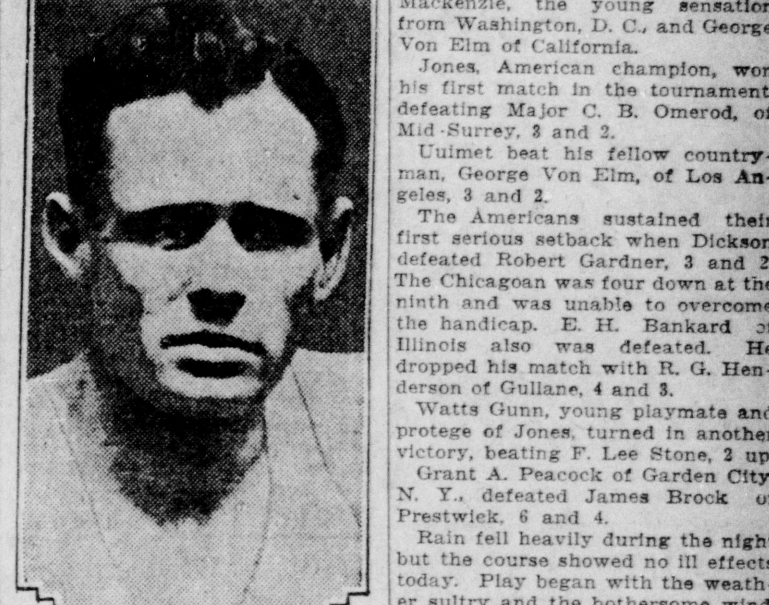 Mackenzie, the young sensation
from Washington, D. C., and George
Von Elm of California.
Jones, American champion, won
his first match in the tournament
defeating Major C. B. Omerod, of
Mid-Surrey, 3 and 2.
Uuimet beat his fellow country-
man, George Von Elm, of Los An-
geles, 3 and 2.
The Americans sustained their
first serious setback when Dickson
defeated Robert Gardner, 3 and 2
The Chicagoan was four down at the
ninth and was unable to overcome
the handicap. E. H. Bankard of
Illinois also was defeated. He
dropped his match with R. G. Hen-
derson of Gullane, 4 and 3.
Watts Gunn, young playmate and
protege of Jones, turned in another
victory, beating F. Lee Stone, 2 up
Grant A. Peacock of Garden City
N. Y., defeated James Brock of
Prestwick, 6 and 4.
Rain fell heavily during the night
but the course showed no ill effects
today. Play began with the weath-
er sultry and the bothersome wind